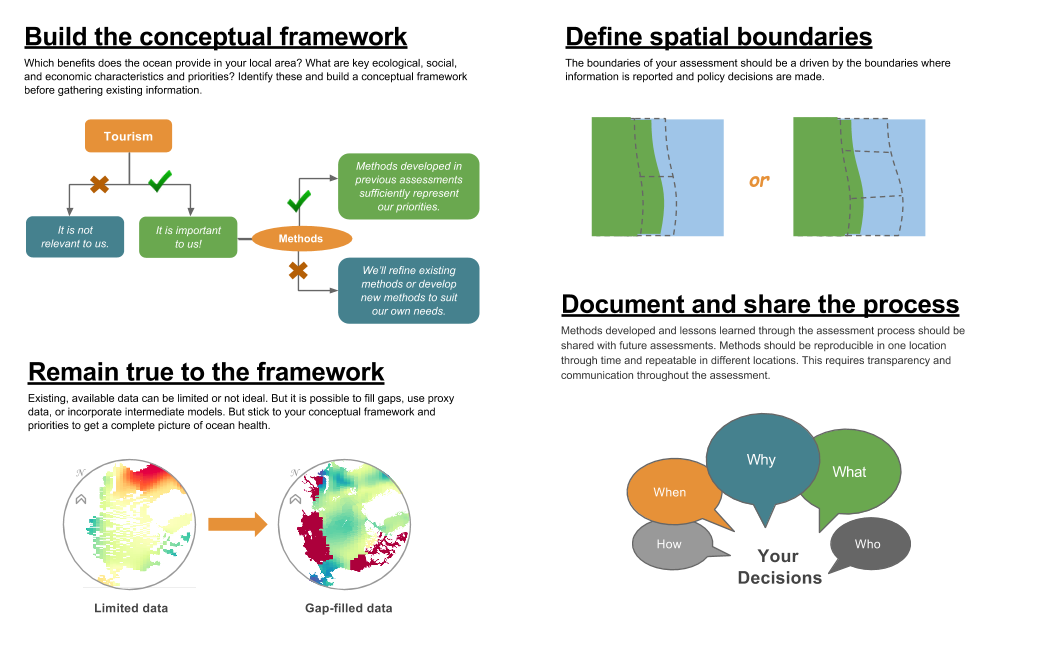 Build the conceptual framework
Which benefits does the ocean provide in your local area? What are key ecological, social,
and economic characteristics and priorities? Identify these and build a conceptual framework
before gathering existing information.
Tourism
It is not
relevant to us.
It is important
to us!
Methods
Methods developed in
previous assessments
sufficiently represent
our priorities.
We'll refine existing
methods or develop
new methods to suit
our own needs.
Define spatial boundaries
The boundaries of your assessment should be a driven by the boundaries where
information is reported and policy decisions are made.
or
Remain true to the framework
Existing, available data can be limited or not ideal. But it is possible to fill gaps, use proxy
data, or incorporate intermediate models. But stick to your conceptual framework and
priorities to get a complete picture of ocean health.
N
N
Limited data
Gap-filled data
Document and share the process
Methods developed and lessons learned through the assessment process should be
shared with future assessments. Methods should be reproducible in one location
through time and repeatable in different locations. This requires transparency and
communication throughout the assessment.
Why
What
When
How
Who
Your
Decisions